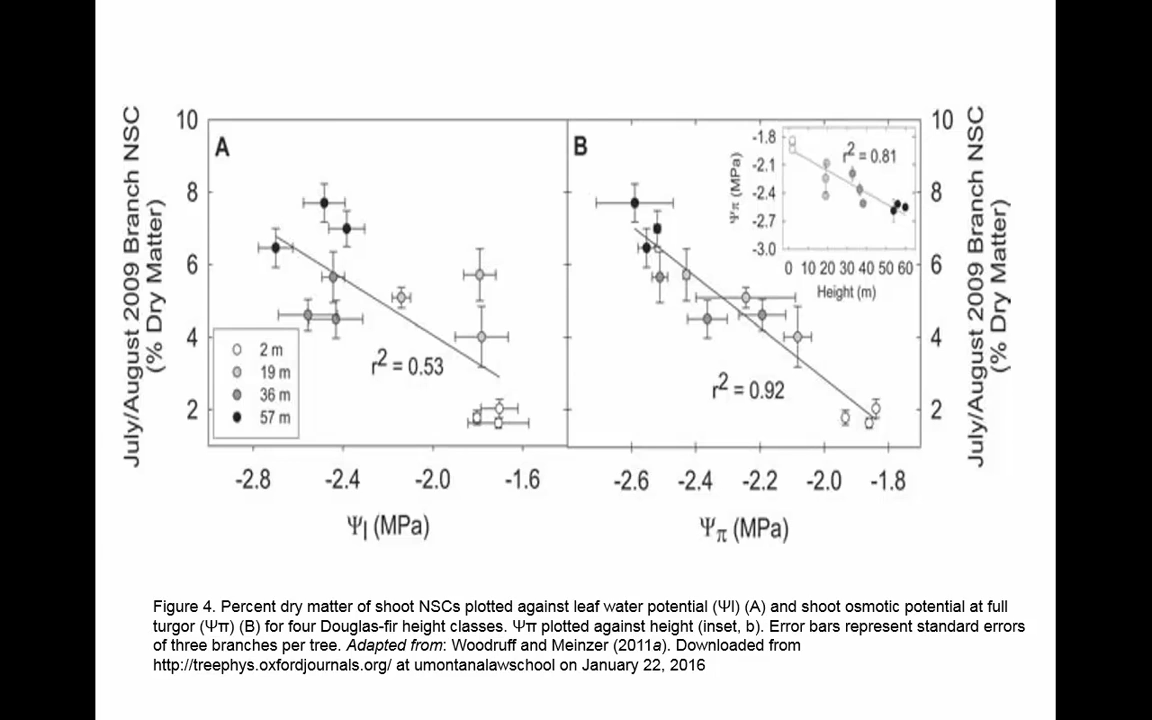 A
B
July/August 2009 Branch NSC
(% Dry Matter)
10
8
6
4
2
r2 = 0.53
2 m
19 m
36 m
57 m
-2.8
-2.4
-2.0
-1.6
Ψl (MPa)
r2 = 0.92
-2.6
-2.4
-2.2
-2.0
-1.8
Ψπ (MPa)
10
8
6
4
2
July/August 2009 Branch NSC
(% Dry Matter)
Ψπ (MPa)
-1.8
-2.1
-2.4
-2.7
-3.0
r2 = 0.81
0 10 20 30 40 50 60
Height (m)
Figure 4. Percent dry matter of shoot NSCs plotted against leaf water potential (Ψl) (A) and shoot osmotic potential at full
turgor (Ψπ) (B) for four Douglas-fir height classes. Ψπ plotted against height (inset, b). Error bars represent standard errors
of three branches per tree. Adapted from: Woodruff and Meinzer (2011a). Downloaded from
http://treephys.oxfordjournals.org/ at umontanalawschool on January 22, 2016